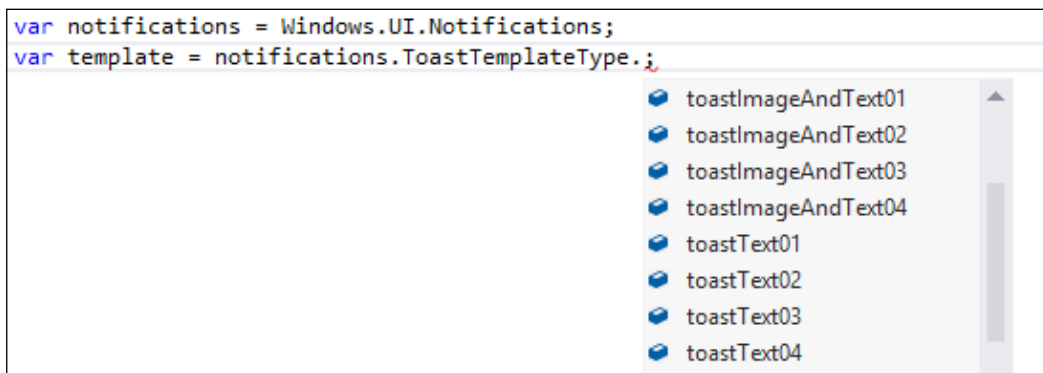 var notifications = Windows.UI.Notifications;
var template = notifications.ToastTemplateType.;
toastImageAndText01
toastImageAndText02
toastImageAndText03
toastImageAndText04
toastText01
toastText02
toastText03
toastText04